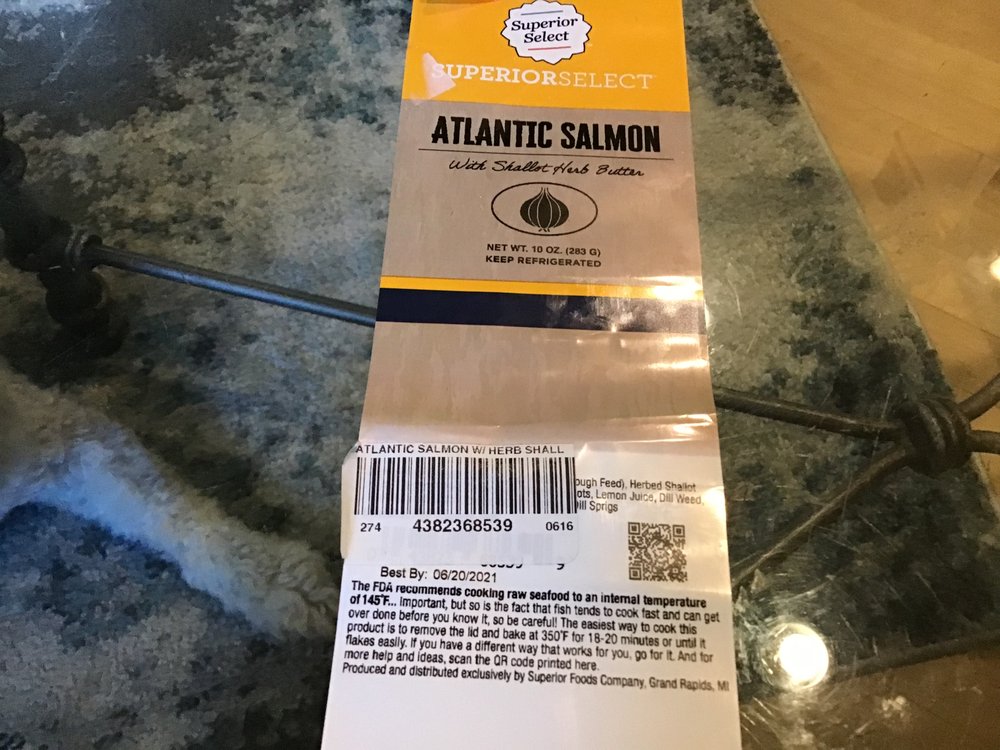 Superior
Select
SUPERIORSELECT
ATLANTIC SALMON
With Shallot Herb Butter
NET WT. 10 OZ. (283 G)
KEEP REFRIGERATED
ATLANTIC SALMON W/ HERB SHALL
ough Feed), Herbed Shallot
ots, Lemon Juice, Dill Weed,
ill Sprigs
274 4382368539 0616
Best By: 06/20/2021
The FDA recommends cooking raw seafood to an internal temperature
of 145°F... Important, but so is the fact that fish tends to cook fast and can get
over done before you know it, so be careful! The easiest way to cook this
product is to remove the lid and bake at 350°F for 18-20 minutes or until it
flakes easily. If you have a different way that works for you, go for it. And for
more help and ideas, scan the QR code printed here.
Produced and distributed exclusively by Superior Foods Company, Grand Rapids, MI